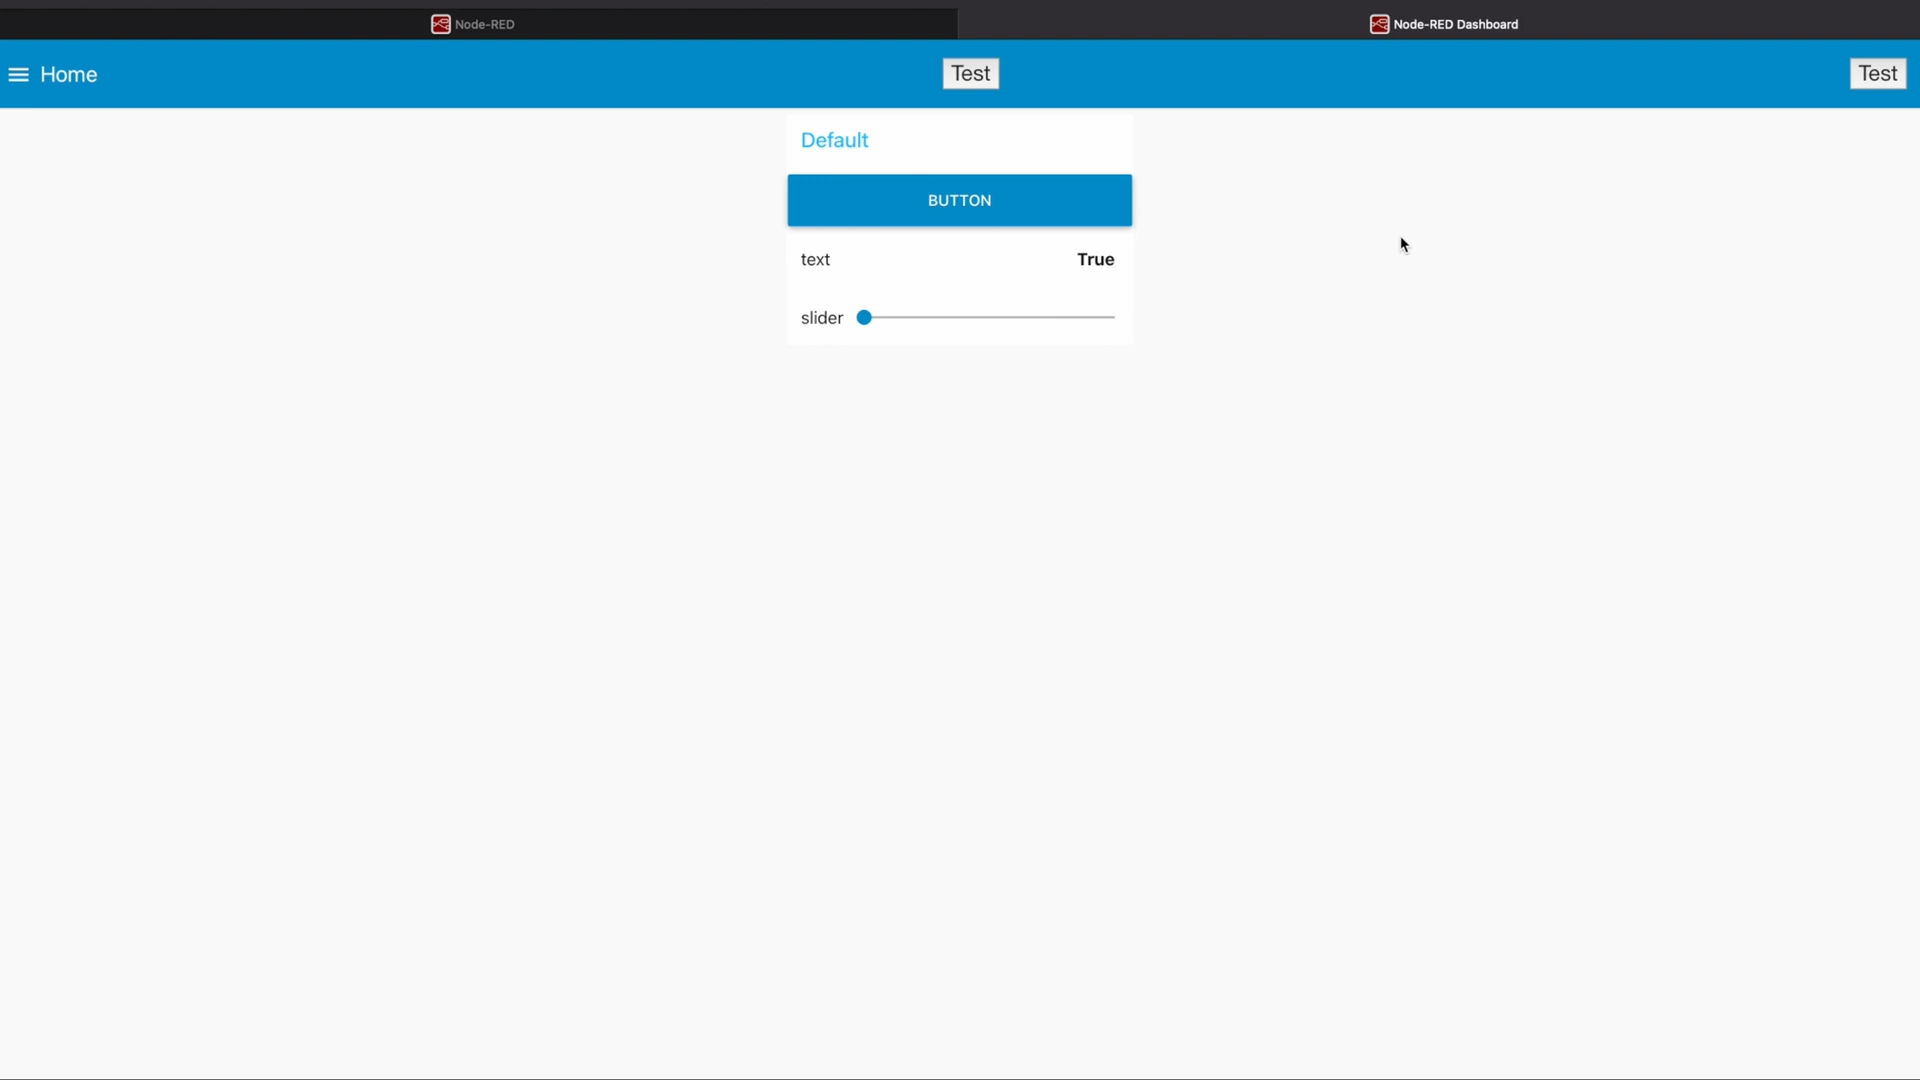 Node-RED
Node-RED Dashboard
Home
Test
Test
Default
BUTTON
text True
slider